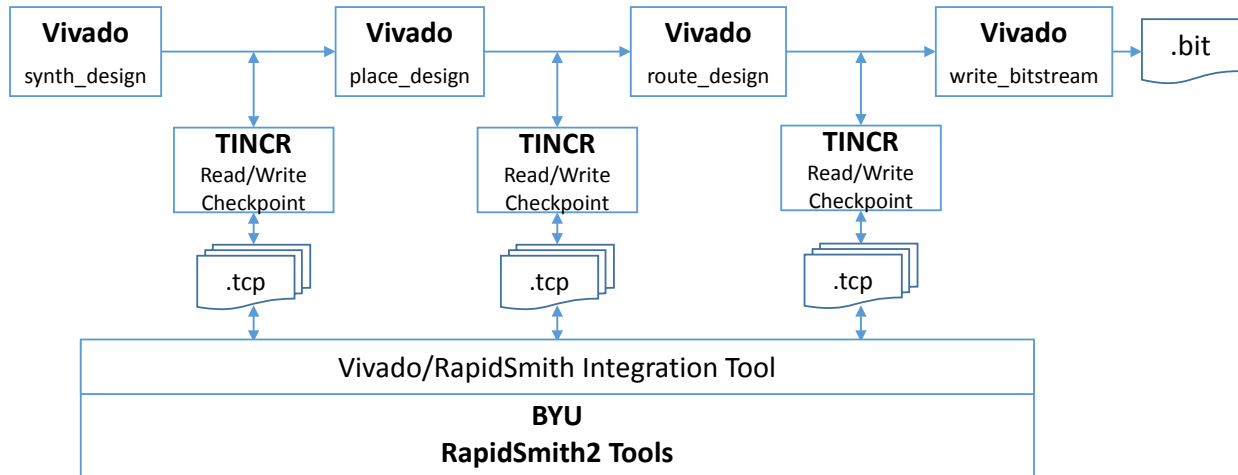 Vivado
synth_design
Vivado
place_design
Vivado
route_design
Vivado
write_bitstream
.bit
TINCR
Read/Write
Checkpoint
TINCR
Read/Write
Checkpoint
TINCR
Read/Write
Checkpoint
.tcp
.tcp
.tcp
Vivado/RapidSmith Integration Tool
BYU
RapidSmith2 Tools